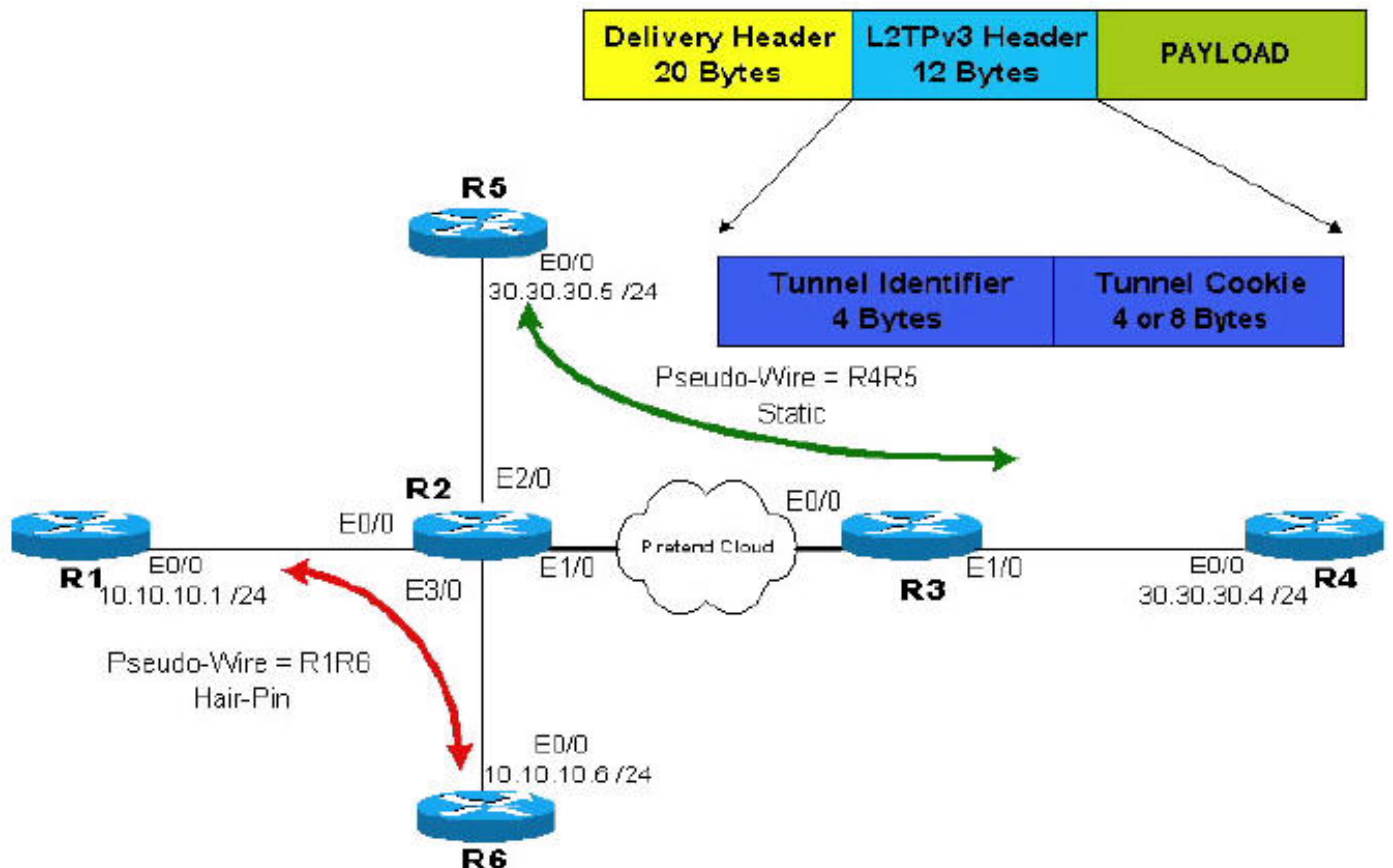 Delivery Header
20 Bytes
L2TPv3 Header
12 Bytes
PAYLOAD
R5
E0/0
30.30.30.5 /24
Tunnel Identifier
4 Bytes
Tunnel Cookie
4 or 8 Bytes
Pseudo-Wire = R4R5
Static
E2/0
R2
E0/0
E0/0
Pretend Cloud
R1
E0/0
10.10.10.1 /24
E3/0
E1/0
R3
E1/0
E0/0
30.30.30.4 /24
R4
Pseudo-Wire = R1R6
Hair-Pin
E0/0
10.10.10.6 /24
R6